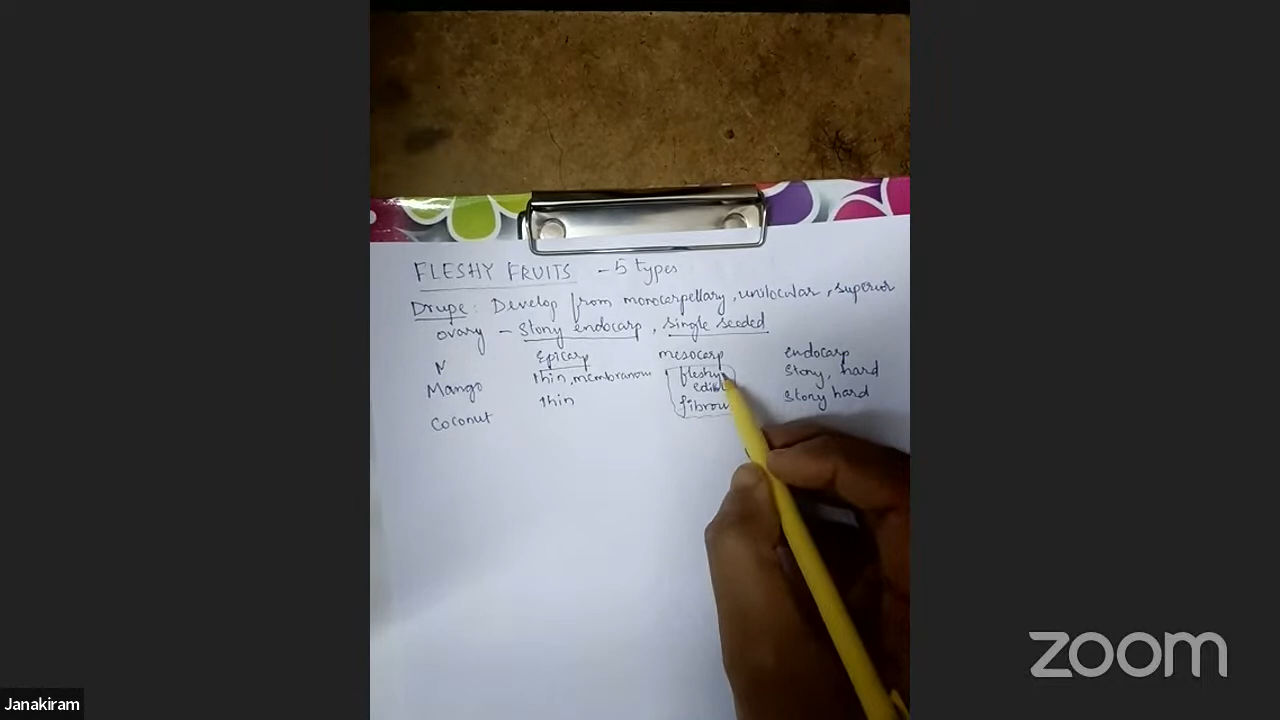 FLESHY FRUITS - 5 types
Drupe: Develop from monocarpellary, unilocular, superior
ovary - Stony endocarp, single seeded
Epicarp mesocarp endocarp
Mango thin, membranous fleshy edible Stony, hard
Coconut thin fibrous Stony hard
zoom
Janakiram